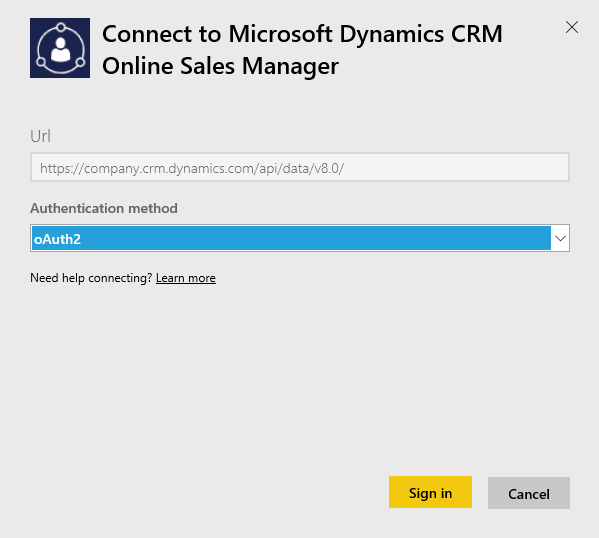 Connect to Microsoft Dynamics CRM
Online Sales Manager
Url
https://company.crm.dynamics.com/api/data/v8.0/
Authentication method
oAuth2
Need help connecting? Learn more
Sign in
Cancel